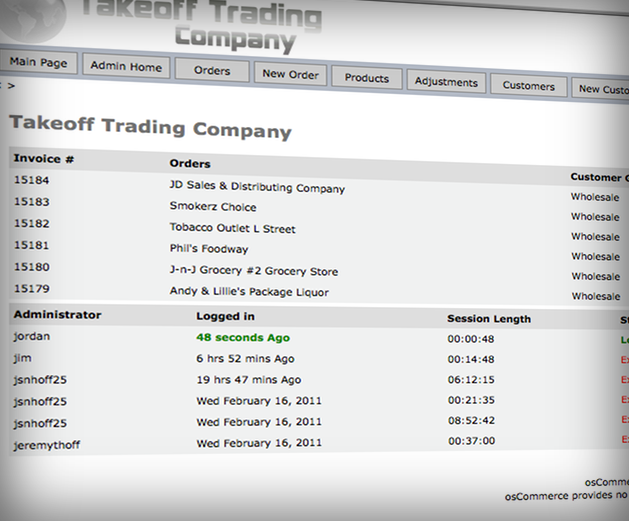 Takeoff Trading
Company
Main Page Admin Home Orders New Order Products Adjustments Customers New
>
Takeoff Trading Company
Invoice # Orders Customer
15184 JD Sales & Distributing Company Wholesale
15183 Smokerz Choice Wholesale
15182 Tobacco Outlet L Street Wholesale
15181 Phil's Foodway Wholesale
15180 J-n-J Grocery #2 Grocery Store Wholesale
15179 Andy & Lillie's Package Liquor Wholesale
Administrator Logged in Session Length
jordan 48 seconds Ago 00:00:48
jim 6 hrs 52 mins Ago 00:14:48
jsnhoff25 19 hrs 47 mins Ago 06:12:15
jsnhoff25 Wed February 16, 2011 00:21:35
jsnhoff25 Wed February 16, 2011 08:52:42
jeremythoff Wed February 16, 2011 00:37:00
osComme
osCommerce provides no